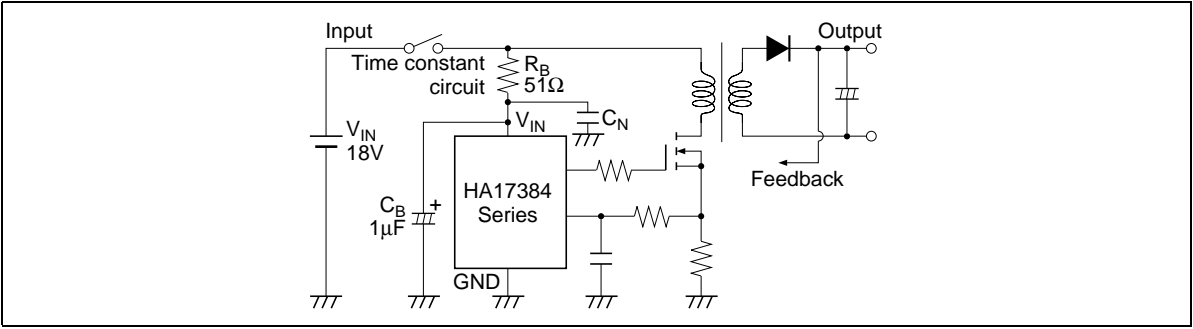 Input
Output
Time constant
circuit
R_B
51Ω
V_IN
C_N
V_IN
18V
HA17384
Series
Feedback
C_B
+
1μF
GND